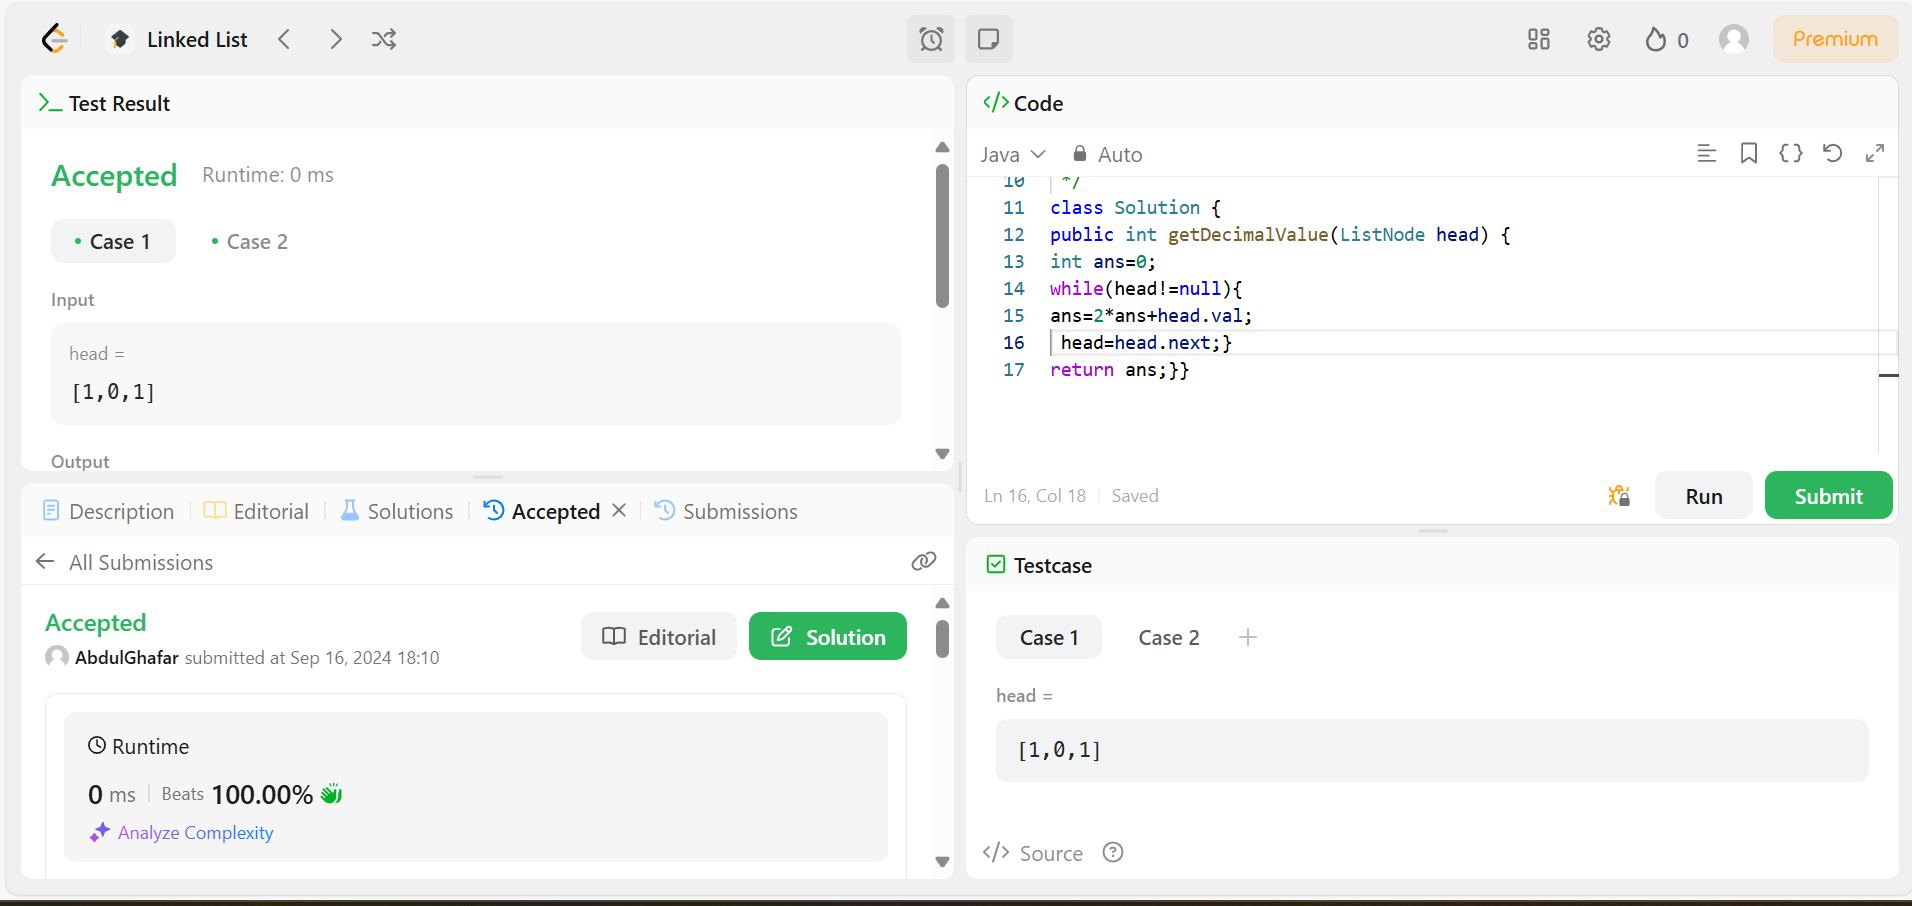 Linked List
0
Premium
Test Result
Accepted Runtime: 0 ms
Case 1 Case 2
Input
head =
[1,0,1]
Output
Description Editorial Solutions Accepted Submissions
All Submissions
Accepted
AbdulGhafar submitted at Sep 16, 2024 18:10
Editorial
Solution
Runtime
0 ms Beats 100.00%
Analyze Complexity
</> Code
Java Auto
10 */
11 class Solution {
12 public int getDecimalValue(ListNode head) {
13 int ans=0;
14 while(head!=null){
15 ans=2*ans+head.val;
16 head=head.next;}
17 return ans;}}
Ln 16, Col 18 Saved
Run
Submit
Testcase
Case 1 Case 2 +
head =
[1,0,1]
</> Source ?